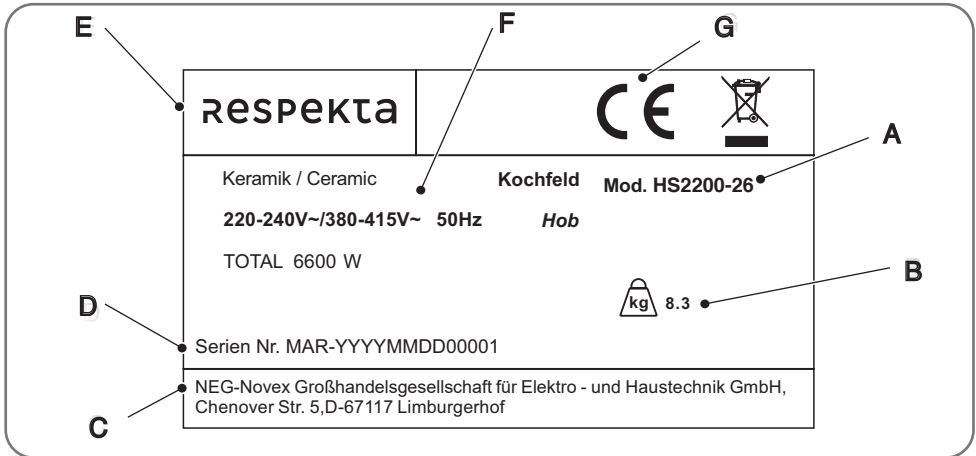 E
F
G
Respekta
CE
A
Keramik / Ceramic Kochfeld Mod. HS2200-26
220-240V~/380-415V~ 50Hz Hob
TOTAL 6600 W
B
kg 8.3
D
Serien Nr. MAR-YYYYMMDD00001
NEG-Novex Großhandelsgesellschaft für Elektro - und Haustechnik GmbH,
Chenover Str. 5,D-67117 Limburgerhof
C